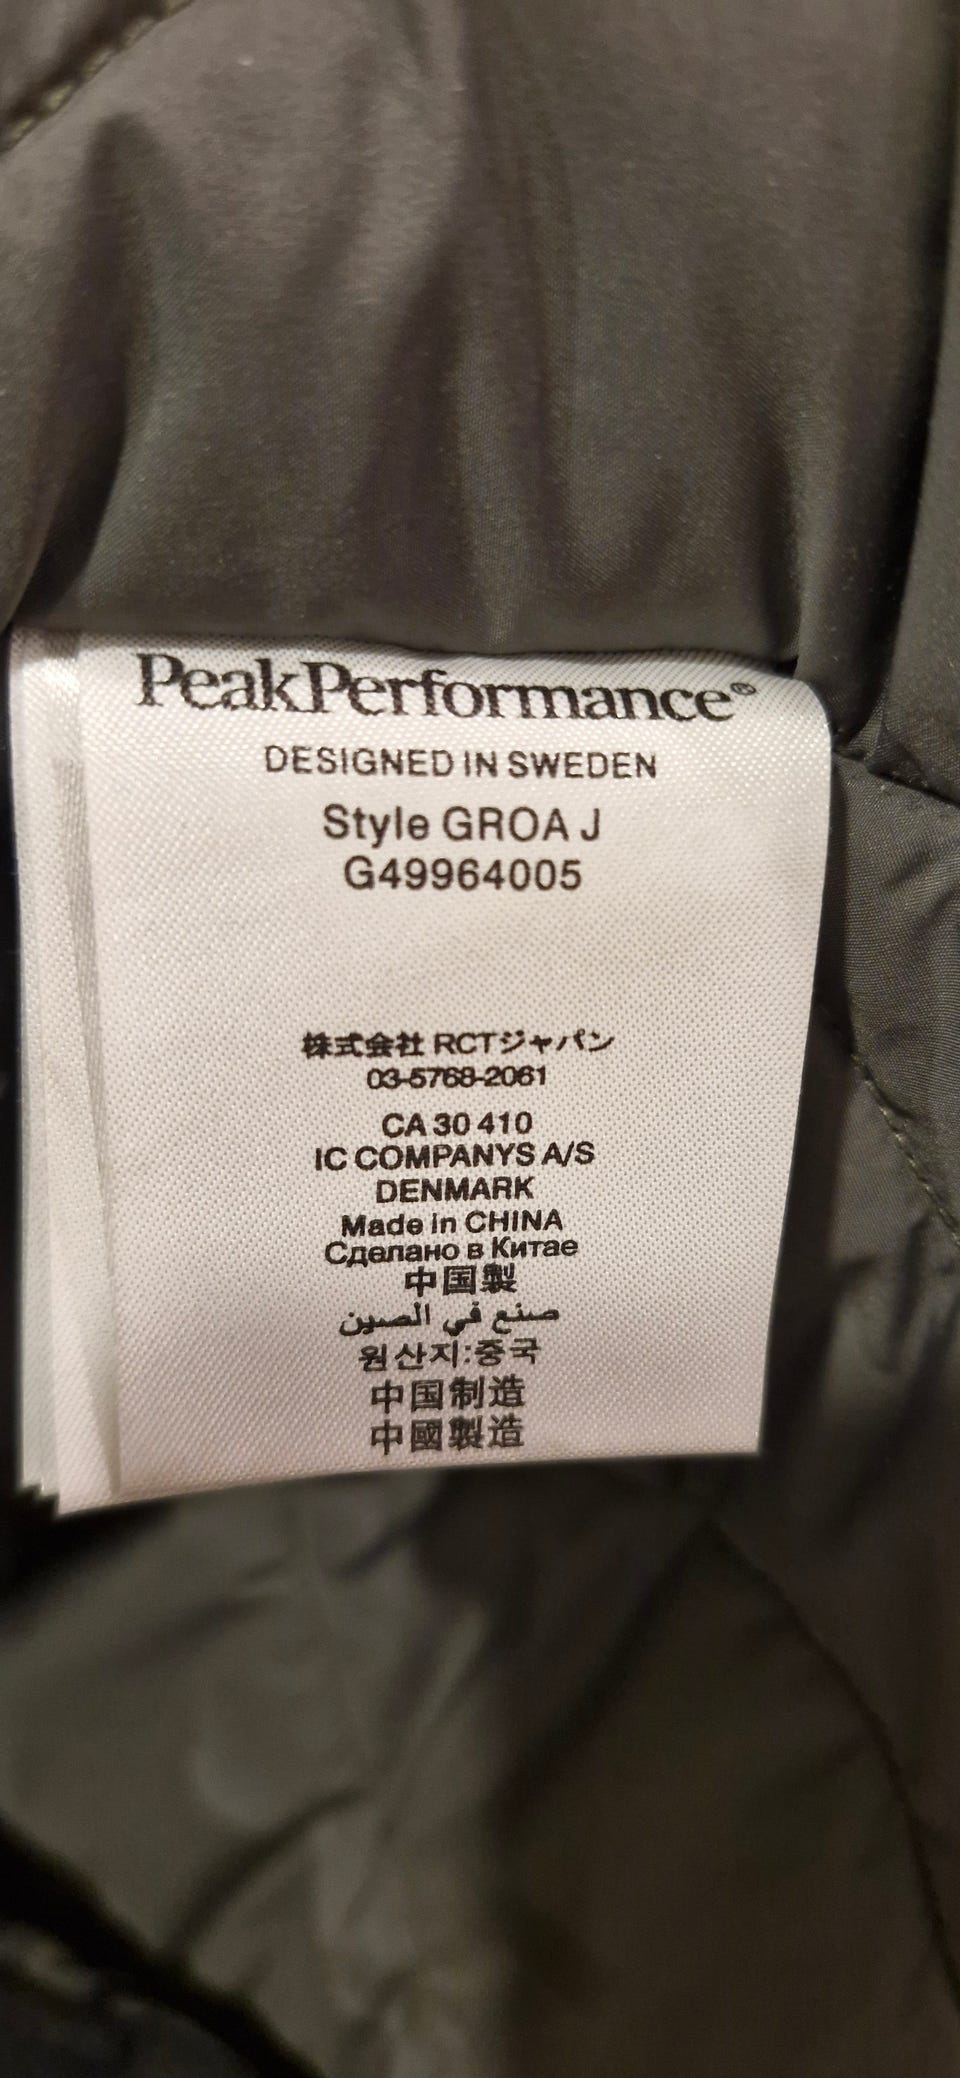 PeakPerformance®
DESIGNED IN SWEDEN
Style GROA J
G49964005
株式会社 RCTジャパン
03-5768-2061
CA 30 410
IC COMPANYS A/S
DENMARK
Made in CHINA
Сделано в Китае
中国製
صنع في الصين
원산지:중국
中国制造
中國製造